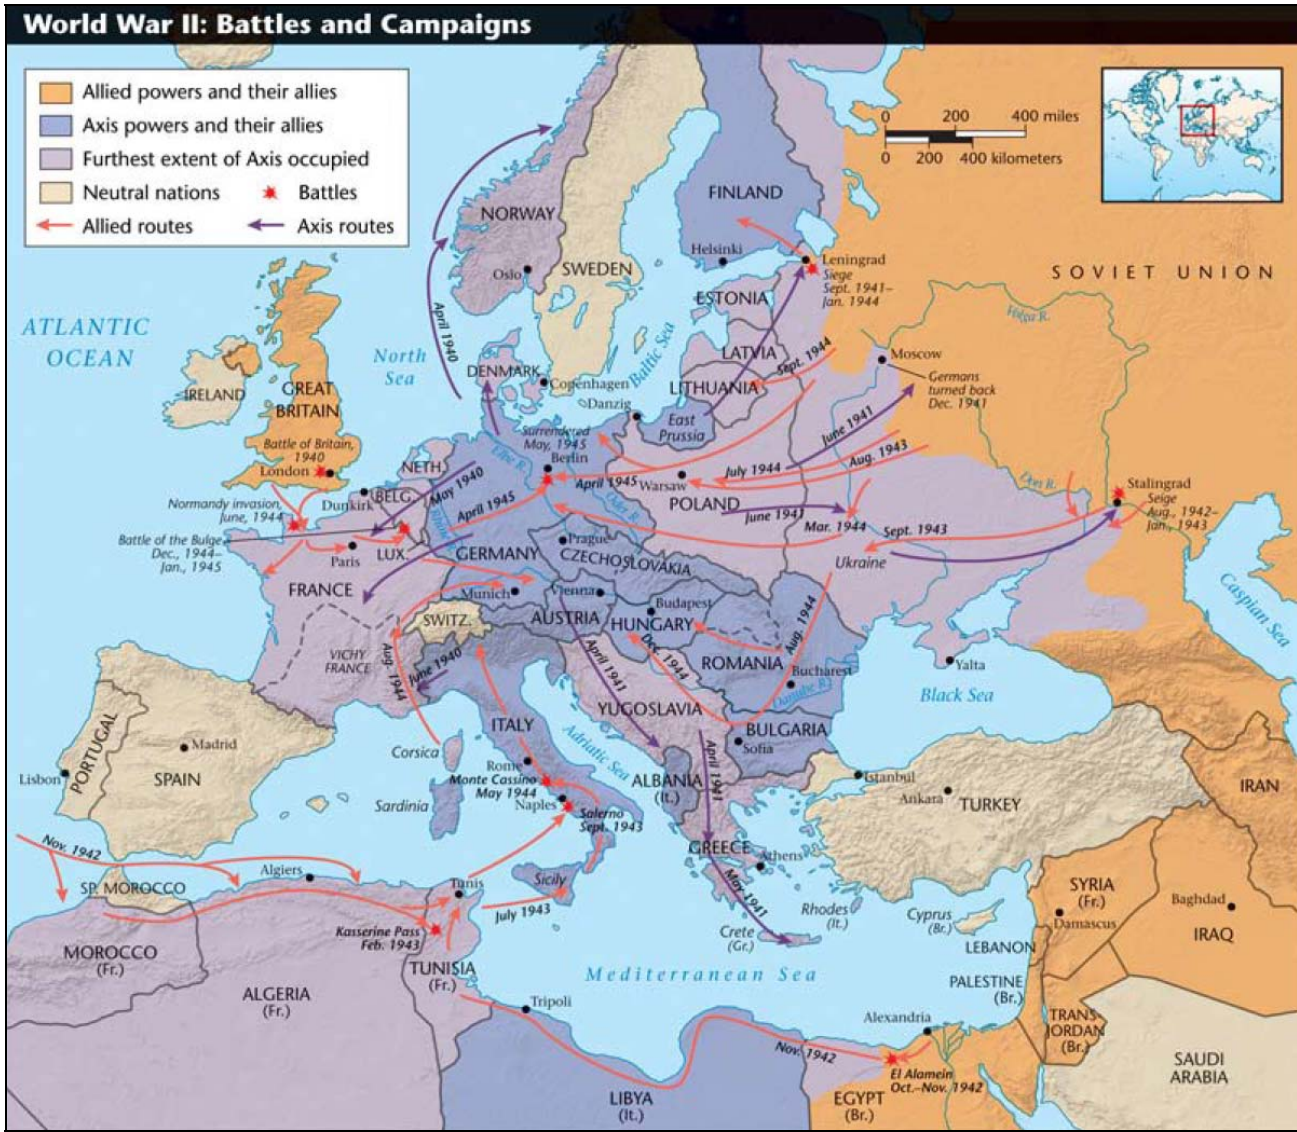 World War II: Battles and Campaigns
Allied powers and their allies
Axis powers and their allies
Furthest extent of Axis occupied
Neutral nations
Battles
Allied routes
Axis routes
0 200 400 miles
0 200 400 kilometers
ATLANTIC
OCEAN
North
Sea
NORWAY
Oslo
SWEDEN
FINLAND
Helsinki
Leningrad
Siege
Sept. 1941–
Jan. 1944
SOVIET UNION
Volga R.
ESTONIA
LATVIA
LITHUANIA
Baltic Sea
Sept. 1944
Moscow
Germans
turned back
Dec. 1941
April 1940
DENMARK
Copenhagen
Danzig
East
Prussia
IRELAND
GREAT
BRITAIN
Battle of Britain,
1940
London
Surrendered
May, 1945
Berlin
Elbe R.
NETH.
May 1940
Dunkirk
BELG.
Normandy invasion,
June, 1944
Battle of the Bulge
Dec., 1944–
Jan., 1945
Paris
LUX.
Rhine
April 1945
April 1945
Oder R.
Warsaw
POLAND
July 1944
June 1941
Aug. 1943
June 1941
Mar. 1944
Sept. 1943
Ukraine
Don R.
Stalingrad
Seige
Aug., 1942–
Jan., 1943
Caspian Sea
GERMANY
Prague
CZECHOSLOVAKIA
FRANCE
Munich
Vienna
AUSTRIA
Budapest
HUNGARY
SWITZ.
VICHY
FRANCE
Aug. 1944
June 1940
April 1941
Dec. 1944
Aug. 1944
ROMANIA
Bucharest
Danube R.
Yalta
Black Sea
YUGOSLAVIA
ITALY
Adriatic Sea
BULGARIA
Sofia
April 1941
ALBANIA
(It.)
Corsica
Rome
Monte Cassino
May 1944
Naples
Salerno
Sept. 1943
Sardinia
PORTUGAL
Lisbon
Madrid
SPAIN
Istanbul
Ankara
TURKEY
IRAN
GREECE
Athens
May 1941
Crete
(Gr.)
Rhodes
(It.)
Cyprus
(Br.)
SYRIA
(Fr.)
Damascus
Baghdad
IRAQ
LEBANON
PALESTINE
(Br.)
TRANS
JORDAN
(Br.)
SAUDI
ARABIA
Nov. 1942
SP. MOROCCO
Algiers
Tunis
Sicily
July 1943
Kasserine Pass
Feb. 1943
MOROCCO
(Fr.)
ALGERIA
(Fr.)
TUNISIA
(Fr.)
Mediterranean Sea
Tripoli
Alexandria
Nov. 1942
El Alamein
Oct.–Nov. 1942
LIBYA
(It.)
EGYPT
(Br.)